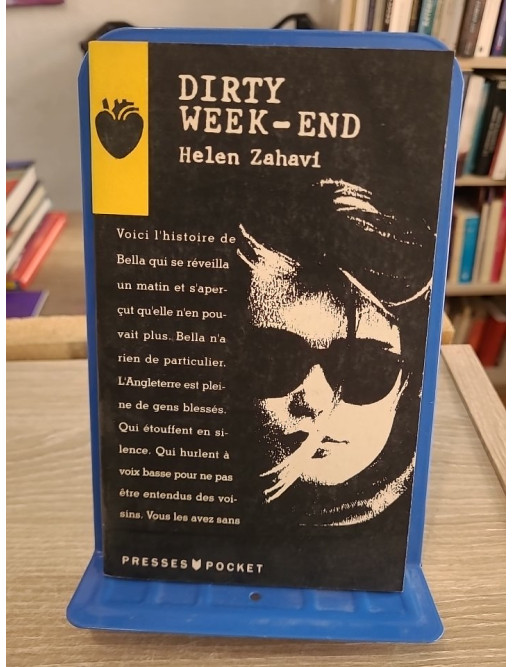 DIRTY
WEEK-END
Helen Zahavi
Voici l'histoire de
Bella qui se réveilla
un matin et s'aper-
çut qu'elle n'en pou-
vait plus. Bella n'a
rien de particulier.
L'Angleterre est plei-
ne de gens blessés.
Qui étouffent en si-
lence. Qui hurlent à
voix basse pour ne pas
être entendus des voi-
sins. Vous les avez sans
PRESSES POCKET